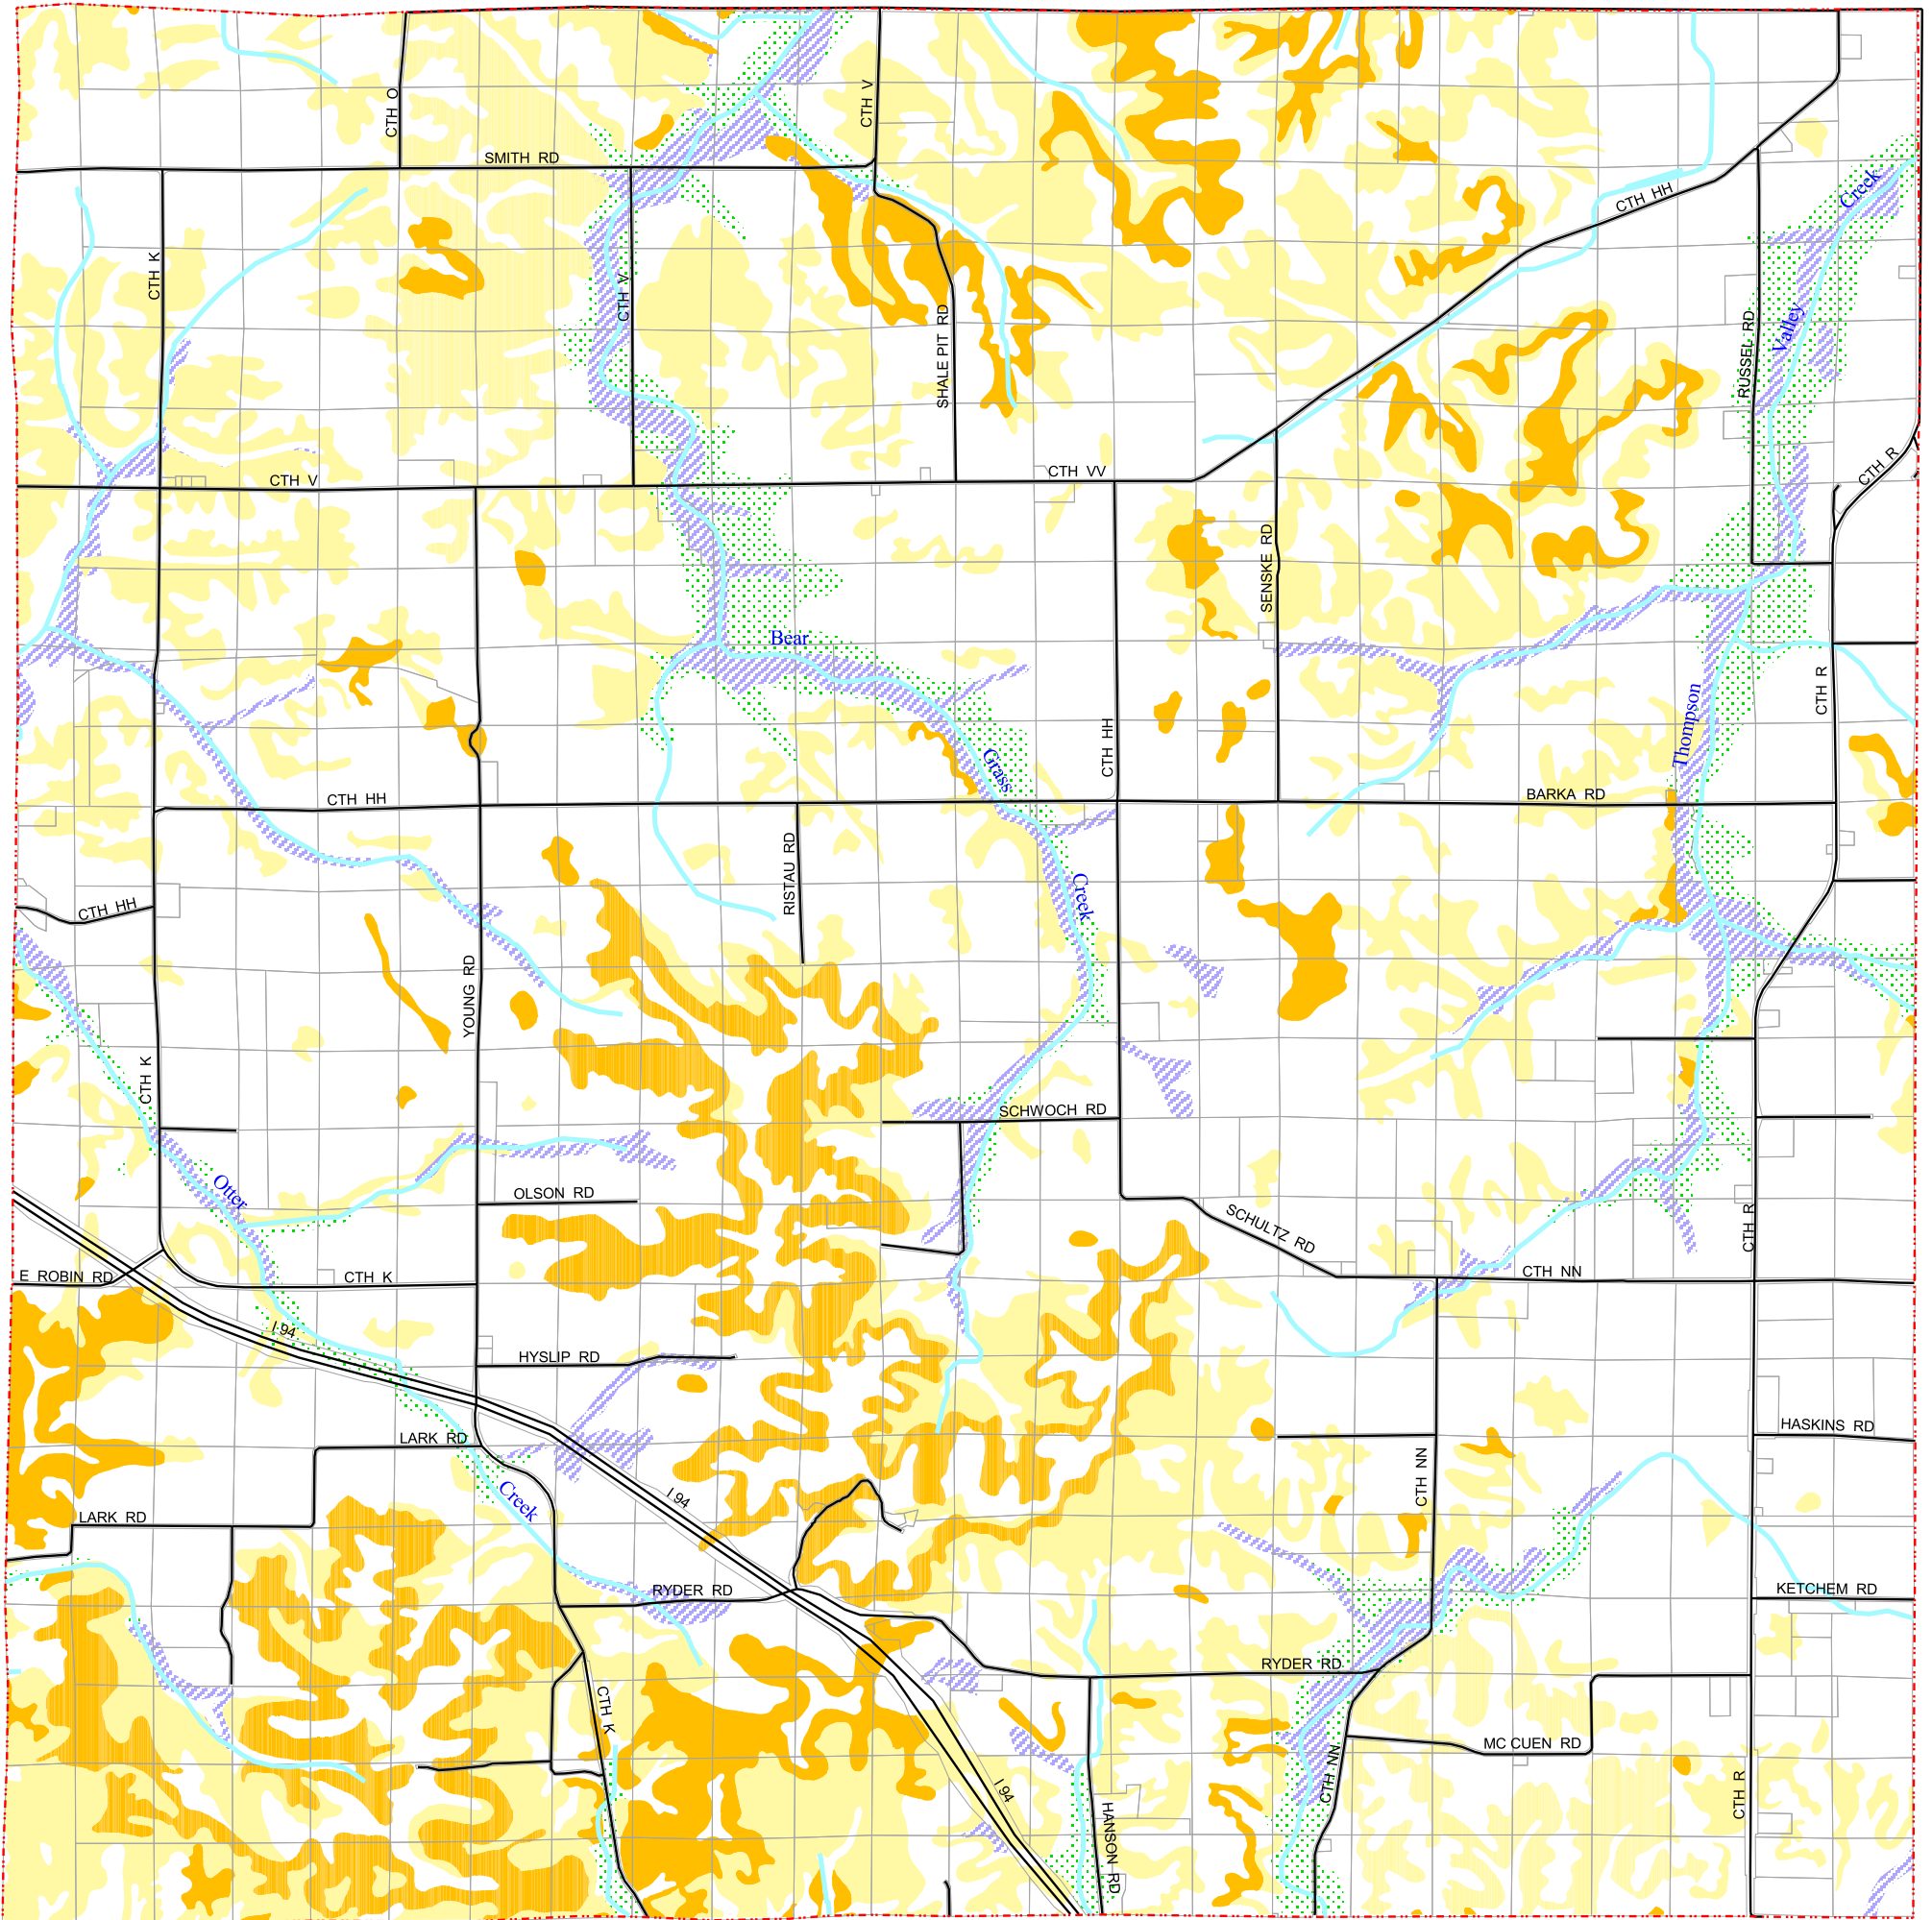 CTH O
CTH V
SMITH RD
CTH HH
Creek
CTH K
CTH V
SHALE PIT RD
RUSSEL RD
Valley
CTH V
CTH VV
CTH R
SENSKE RD
Bear
CTH R
Thompson
Grass
CTH HH
CTH HH
BARKA RD
RISTAU RD
Creek
CTH HH
YOUNG RD
CTH K
SCHWOCH RD
Otter
OLSON RD
SCHULTZ RD
CTH R
E ROBIN RD
CTH K
CTH NN
I 94
HYSLIP RD
LARK RD
HASKINS RD
CTH NN
I 94
Creek
LARK RD
RYDER RD
KETCHEM RD
RYDER RD
CTH K
MC CUEN RD
CTH NN
I 94
CTH R
HANSON RD